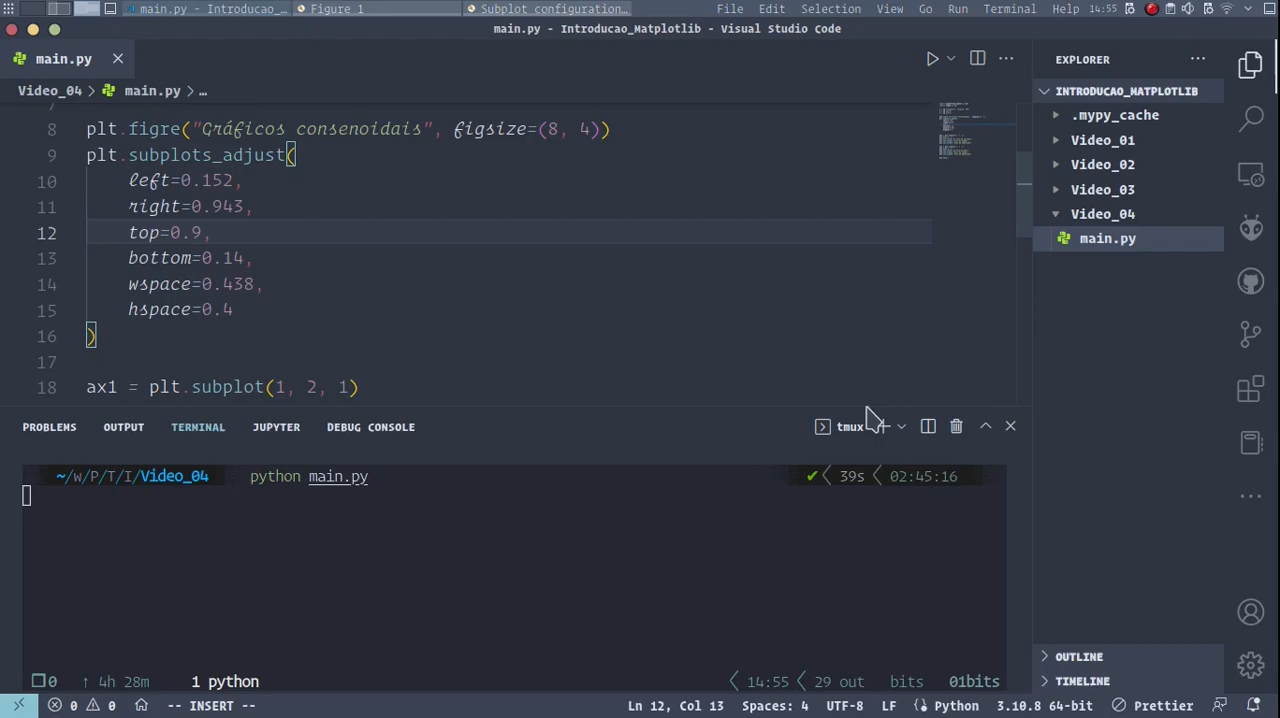 main.py - Introducao_Matplotlib -...
Figure 1
Subplot configuration...
File Edit Selection View Go Run Terminal Help 14:55
main.py - Introducao_Matplotlib - Visual Studio Code
main.py
Video_04 > main.py > ...
7
8 plt.figre("Gráficos consenoidais", figsize=(8, 4))
9 plt.subplots_adjust(
10 left=0.152,
11 right=0.943,
12 top=0.9,
13 bottom=0.14,
14 wspace=0.438,
15 hspace=0.4
16 )
17
18 ax1 = plt.subplot(1, 2, 1)
EXPLORER
INTRODUCAO_MATPLOTLIB
.mypy_cache
Video_01
Video_02
Video_03
Video_04
main.py
OUTLINE
TIMELINE
PROBLEMS OUTPUT TERMINAL JUPYTER DEBUG CONSOLE
tmux
~/w/P/T/I/Video_04 python main.py ✔ 39s 02:45:16
0 ↑ 4h 28m 1 python 14:55 29 out bits 01bits
0 0 -- INSERT -- Ln 12, Col 13 Spaces: 4 UTF-8 LF Python 3.10.8 64-bit Prettier